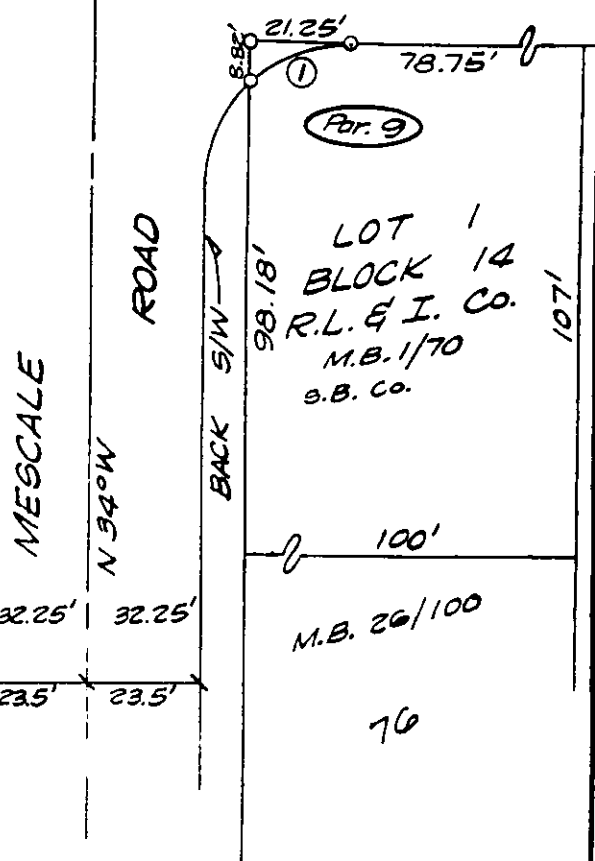 21.25'
8.82'
1
78.75'
Par. 9
LOT 1
BLOCK 14
R.L. & I. Co.
M.B. 1/70
S.B. Co.
98.18'
107'
BACK S/W
MESCALE ROAD
N 34°W
100'
32.25' 32.25'
M.B. 26/100
23.5' 23.5'
76